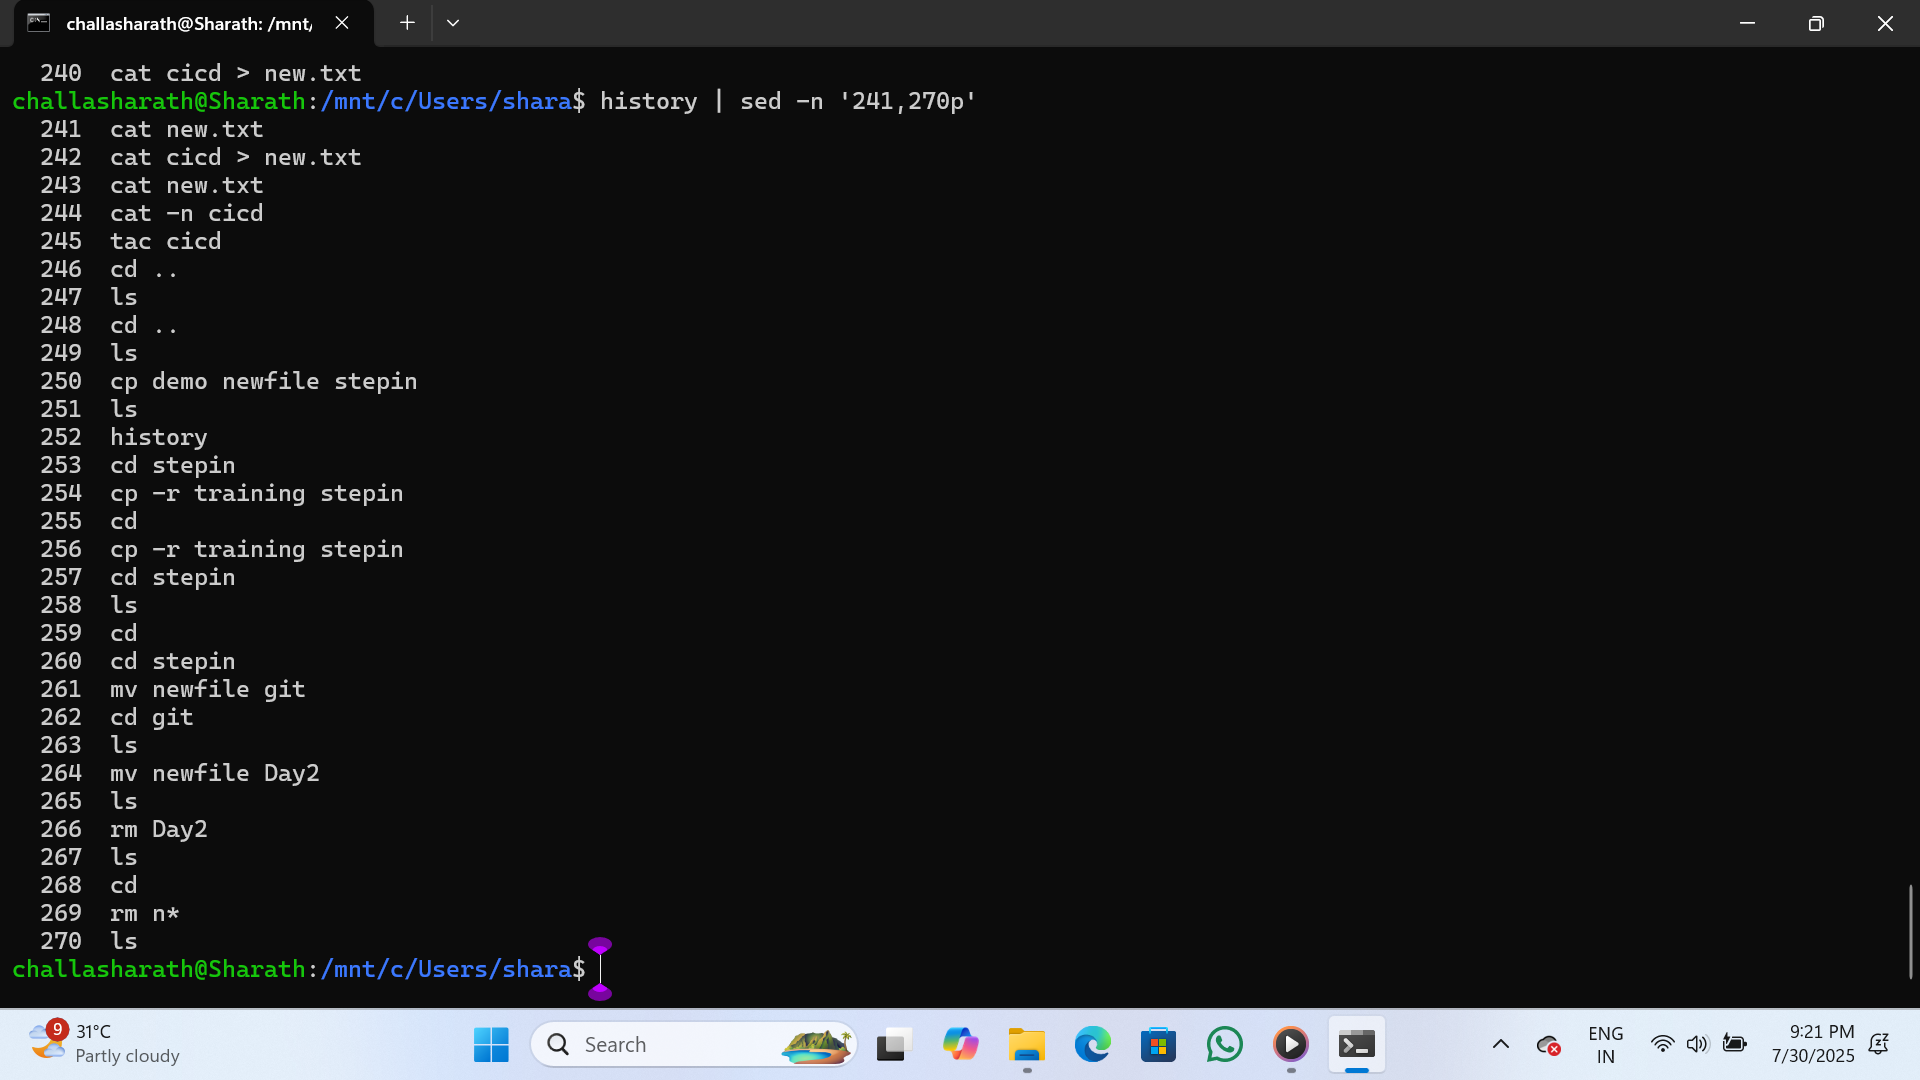 challasharath@Sharath: /mnt/
240 cat cicd > new.txt
challasharath@Sharath:/mnt/c/Users/shara$ history | sed -n '241,270p'
241 cat new.txt
242 cat cicd > new.txt
243 cat new.txt
244 cat -n cicd
245 tac cicd
246 cd ..
247 ls
248 cd ..
249 ls
250 cp demo newfile stepin
251 ls
252 history
253 cd stepin
254 cp -r training stepin
255 cd
256 cp -r training stepin
257 cd stepin
258 ls
259 cd
260 cd stepin
261 mv newfile git
262 cd git
263 ls
264 mv newfile Day2
265 ls
266 rm Day2
267 ls
268 cd
269 rm n*
270 ls
challasharath@Sharath:/mnt/c/Users/shara$
9
31°C
Partly cloudy
Search
ENG
IN
9:21 PM
7/30/2025